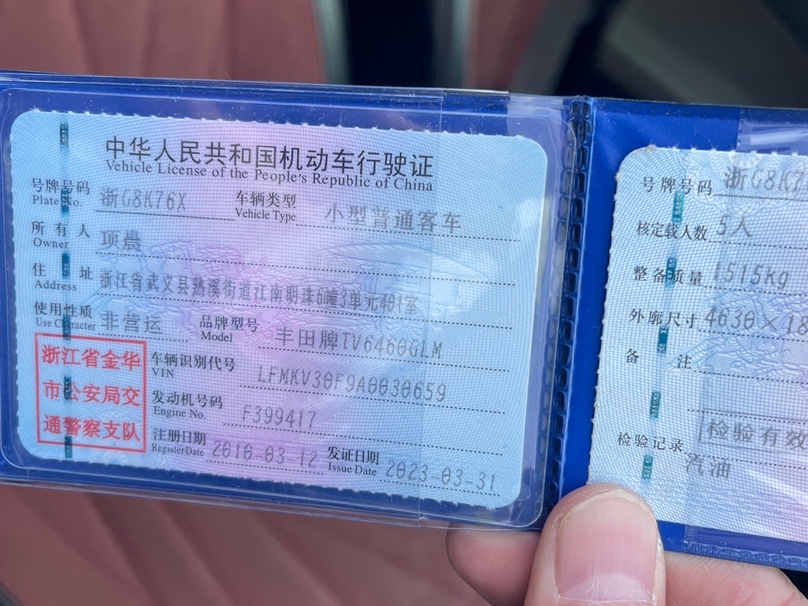 中华人民共和国机动车行驶证
Vehicle License of the People's Republic of China
号牌号码 浙G8K76X 车辆类型 小型普通客车
Plate No. Vehicle Type
所有人 项晨
Owner
住址 浙江省武义县熟溪街道江南明珠6幢3单元401室
Address
使用性质 非营运 品牌型号 丰田牌TV6460GLM
Use Character Model
浙江省金华
市公安局交
通警察支队
车辆识别代号 LFMKV30F9A0030659
VIN
发动机号码 F399417
Engine No.
注册日期 2010-03-12 发证日期 2023-03-31
Register Date Issue Date
号牌号码 浙G8K7
核定载人数 5人
整备质量 1515Kg
外廓尺寸 4630×18
备注
检验记录 检验有效
汽油